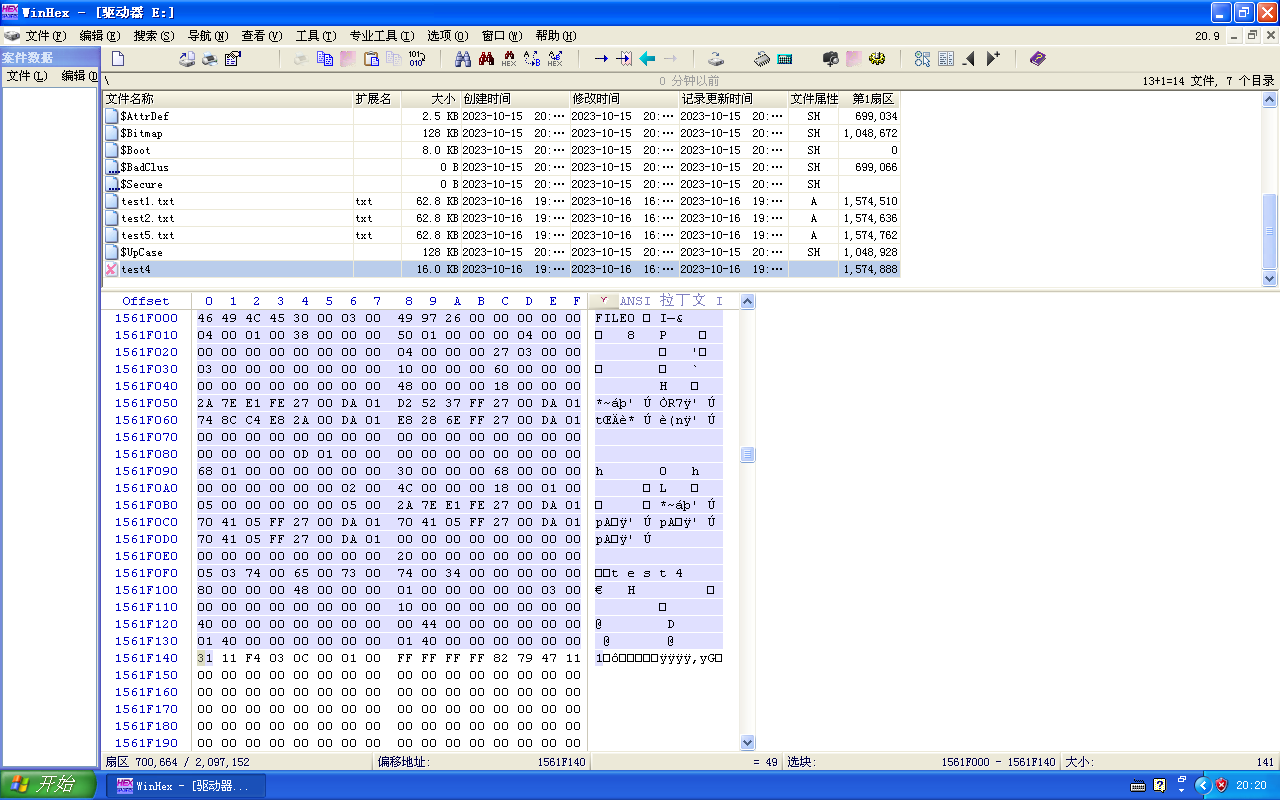 WinHex - [驱动器 E:]
文件(F) 编辑(E) 搜索(S) 导航(N) 查看(V) 工具(T) 专业工具(I) 选项(O) 窗口(W) 帮助(H) 20.9
案件数据
文件(L) 编辑(D
\ 0 分钟以前 13+1=14 文件, 7 个目录
文件名称 扩展名 大小 创建时间 修改时间 记录更新时间 文件属性 第1扇区
$AttrDef 2.5 KB 2023-10-15 20:… 2023-10-15 20:… 2023-10-15 20:… SH 699,034
$Bitmap 128 KB 2023-10-15 20:… 2023-10-15 20:… 2023-10-15 20:… SH 1,048,672
$Boot 8.0 KB 2023-10-15 20:… 2023-10-15 20:… 2023-10-15 20:… SH 0
$BadClus 0 B 2023-10-15 20:… 2023-10-15 20:… 2023-10-15 20:… SH 699,066
$Secure 0 B 2023-10-15 20:… 2023-10-15 20:… 2023-10-15 20:… SH
test1.txt txt 62.8 KB 2023-10-16 19:… 2023-10-16 16:… 2023-10-16 19:… A 1,574,510
test2.txt txt 62.8 KB 2023-10-16 19:… 2023-10-16 16:… 2023-10-16 19:… A 1,574,636
test5.txt txt 62.8 KB 2023-10-16 19:… 2023-10-16 16:… 2023-10-16 19:… A 1,574,762
$UpCase 128 KB 2023-10-15 20:… 2023-10-15 20:… 2023-10-15 20:… SH 1,048,928
test4 16.0 KB 2023-10-16 19:… 2023-10-16 16:… 2023-10-16 19:… 1,574,888
Offset 0 1 2 3 4 5 6 7 8 9 A B C D E F ANSI 拉丁文 I
1561F000 46 49 4C 45 30 00 03 00 49 97 26 00 00 00 00 00 FILE0 I—&
1561F010 04 00 01 00 38 00 00 00 50 01 00 00 00 04 00 00 8 P
1561F020 00 00 00 00 00 00 00 00 04 00 00 00 27 03 00 00 '
1561F030 03 00 00 00 00 00 00 00 10 00 00 00 60 00 00 00 `
1561F040 00 00 00 00 00 00 00 00 48 00 00 00 18 00 00 00 H
1561F050 2A 7E E1 FE 27 00 DA 01 D2 52 37 FF 27 00 DA 01 *~áþ' Ú ÒR7ÿ' Ú
1561F060 74 8C C4 E8 2A 00 DA 01 E8 28 6E FF 27 00 DA 01 tŒÄè* Ú è(nÿ' Ú
1561F070 00 00 00 00 00 00 00 00 00 00 00 00 00 00 00 00
1561F080 00 00 00 00 0D 01 00 00 00 00 00 00 00 00 00 00
1561F090 68 01 00 00 00 00 00 00 30 00 00 00 68 00 00 00 h 0 h
1561F0A0 00 00 00 00 00 00 02 00 4C 00 00 00 18 00 01 00 L
1561F0B0 05 00 00 00 00 00 05 00 2A 7E E1 FE 27 00 DA 01 *~áþ' Ú
1561F0C0 70 41 05 FF 27 00 DA 01 70 41 05 FF 27 00 DA 01 pA ÿ' Ú pA ÿ' Ú
1561F0D0 70 41 05 FF 27 00 DA 01 00 00 00 00 00 00 00 00 pA ÿ' Ú
1561F0E0 00 00 00 00 00 00 00 00 20 00 00 00 00 00 00 00
1561F0F0 05 03 74 00 65 00 73 00 74 00 34 00 00 00 00 00 t e s t 4
1561F100 80 00 00 00 48 00 00 00 01 00 00 00 00 00 03 00 € H
1561F110 00 00 00 00 00 00 00 00 10 00 00 00 00 00 00 00
1561F120 40 00 00 00 00 00 00 00 00 44 00 00 00 00 00 00 @ D
1561F130 01 40 00 00 00 00 00 00 01 40 00 00 00 00 00 00 @ @
1561F140 31 11 F4 03 0C 00 01 00 FF FF FF FF 82 79 47 11 1 ô ÿÿÿÿ‚yG
1561F150 00 00 00 00 00 00 00 00 00 00 00 00 00 00 00 00
1561F160 00 00 00 00 00 00 00 00 00 00 00 00 00 00 00 00
1561F170 00 00 00 00 00 00 00 00 00 00 00 00 00 00 00 00
1561F180 00 00 00 00 00 00 00 00 00 00 00 00 00 00 00 00
1561F190 00 00 00 00 00 00 00 00 00 00 00 00 00 00 00 00
扇区 700,664 / 2,097,152 偏移地址: 1561F140 = 49 选块: 1561F000 - 1561F140 大小: 141
开始 WinHex - [驱动器... 20:20